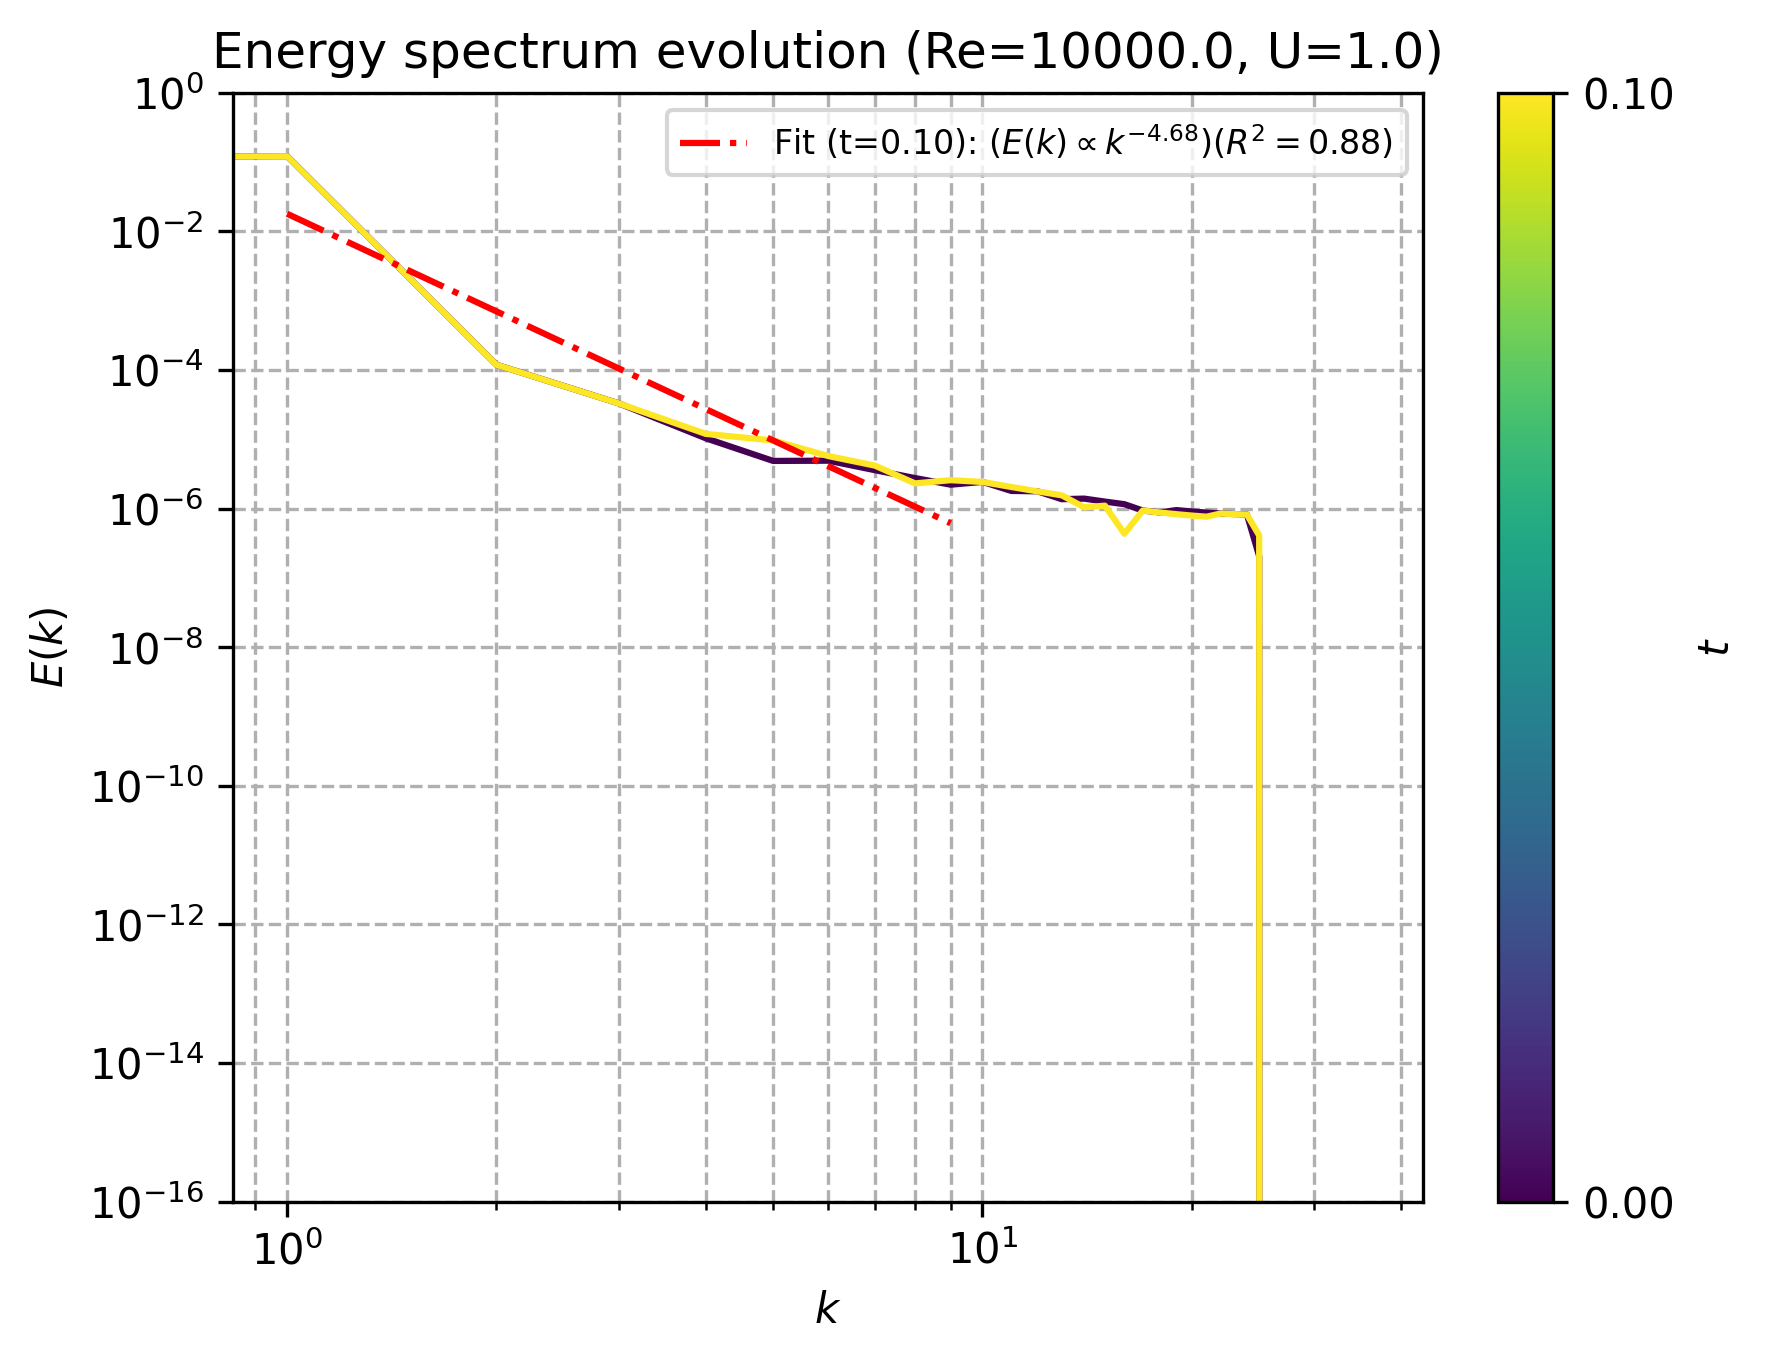 Energy spectrum evolution (Re=10000.0, U=1.0)
Fit (t=0.10): (E(k) ∝ k^{-4.68})(R^2 = 0.88)
E(k)
10^0
10^{-2}
10^{-4}
10^{-6}
10^{-8}
10^{-10}
10^{-12}
10^{-14}
10^{-16}
10^0
10^1
k
0.10
0.00
t